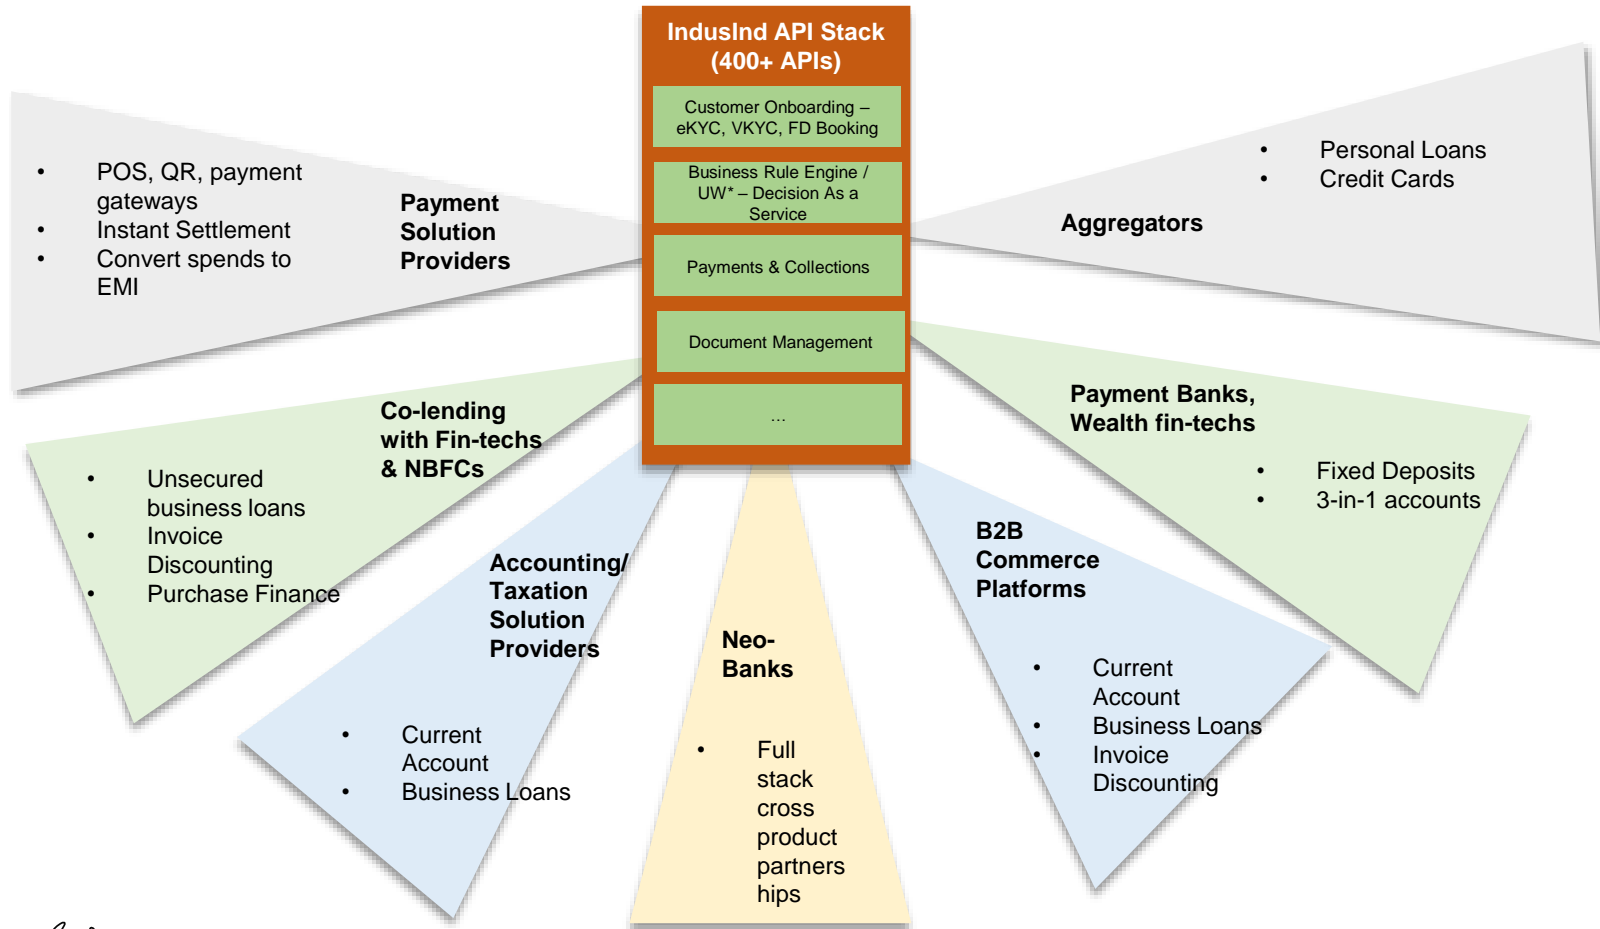 IndusInd API Stack
(400+ APIs)
Customer Onboarding –
eKYC, VKYC, FD Booking
Business Rule Engine /
UW* – Decision As a
Service
Payments & Collections
Document Management
…
• POS, QR, payment
gateways
• Instant Settlement
• Convert spends to
EMI
Payment
Solution
Providers
Aggregators
• Personal Loans
• Credit Cards
Co-lending
with Fin-techs
& NBFCs
• Unsecured
business loans
• Invoice
Discounting
• Purchase Finance
Payment Banks,
Wealth fin-techs
• Fixed Deposits
• 3-in-1 accounts
Accounting/
Taxation
Solution
Providers
• Current
Account
• Business Loans
Neo-
Banks
• Full
stack
cross
product
partners
hips
B2B
Commerce
Platforms
• Current
Account
• Business Loans
• Invoice
Discounting